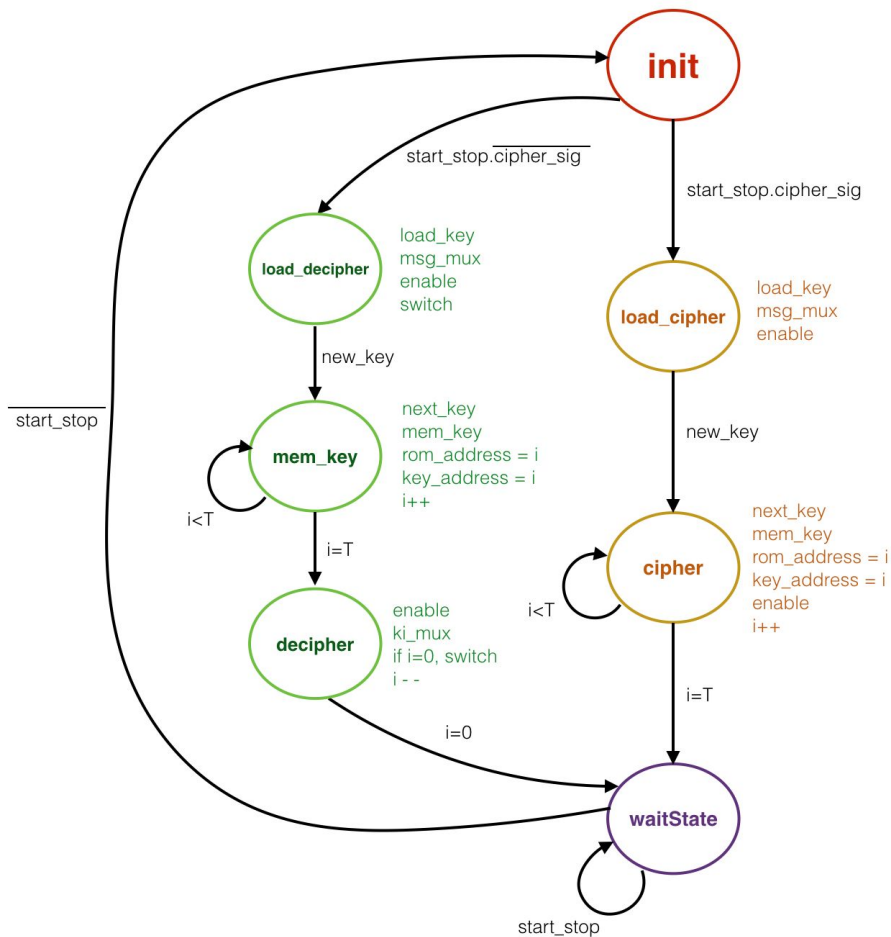 init
start_stop.cipher_sig
start_stop.cipher_sig
load_decipher
load_key
msg_mux
enable
switch
load_cipher
load_key
msg_mux
enable
new_key
new_key
start_stop
mem_key
next_key
mem_key
rom_address = i
key_address = i
i++
i<T
i=T
cipher
next_key
mem_key
rom_address = i
key_address = i
enable
i++
i<T
decipher
enable
ki_mux
if i=0, switch
i - -
i=0
i=T
waitState
start_stop